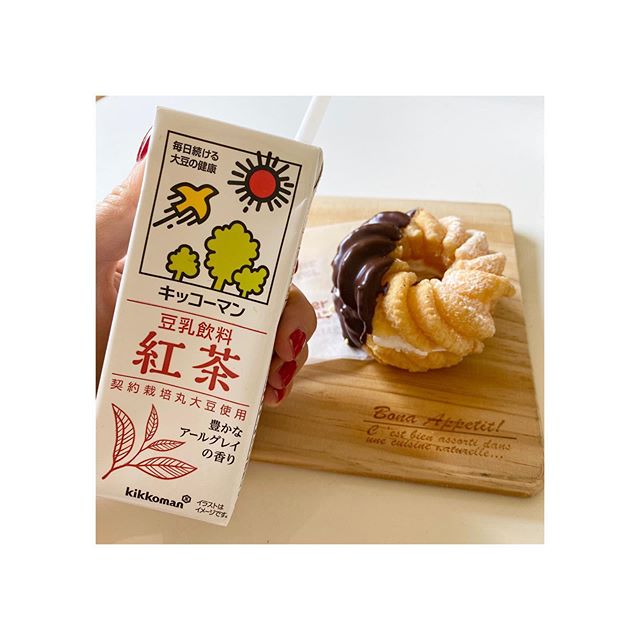 毎日続ける
大豆の健康
キッコーマン
豆乳飲料
紅茶
契約栽培丸大豆使用
豊かな
アールグレイ
の香り
kikkoman®
イラストは
イメージです。
Bona Appetit!
C'est bien assorti dans
une cuisine naturelle...